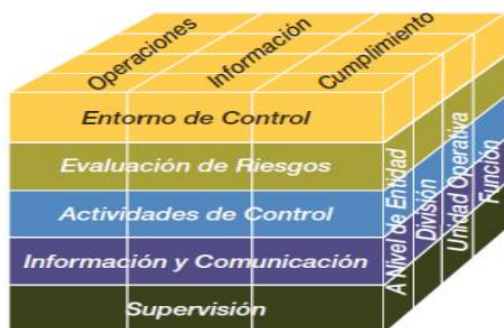 Operaciones
Información
Cumplimiento
Entorno de Control
Evaluación de Riesgos
Actividades de Control
Información y Comunicación
Supervisión
A Nivel de Entidad
División
Unidad Operativa
Función